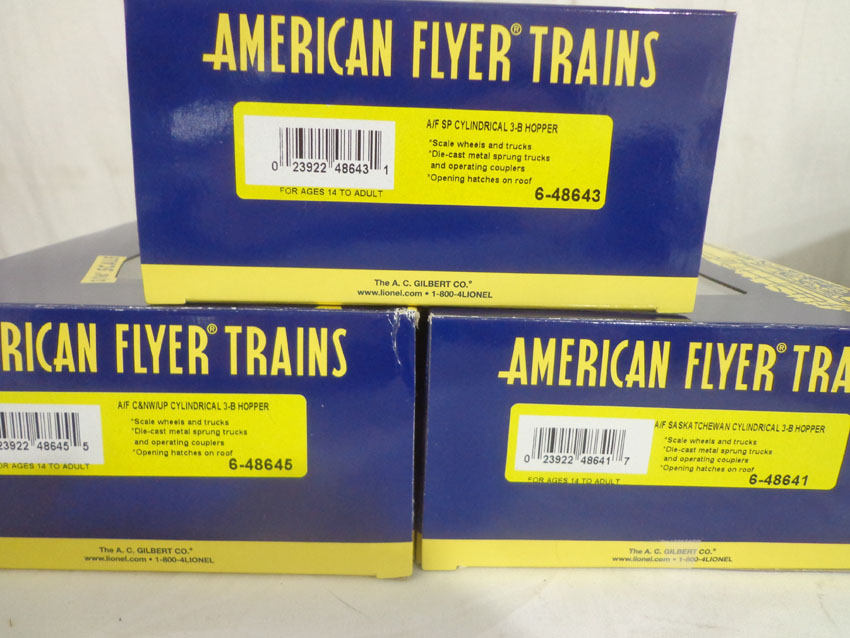 AMERICAN FLYER® TRAINS
A/F SP CYLINDRICAL 3-B HOPPER
*Scale wheels and trucks
*Die-cast metal sprung trucks
and operating couplers
*Opening hatches on roof
0 23922 48643 1
FOR AGES 14 TO ADULT
6-48643
The A. C. GILBERT CO.®
www.lionel.com • 1-800-4LIONEL
RICAN FLYER® TRAINS
A/F C&NW/UP CYLINDRICAL 3-B HOPPER
*Scale wheels and trucks
*Die-cast metal sprung trucks
and operating couplers
*Opening hatches on roof
23922 48645 5
OR AGES 14 TO ADULT
6-48645
The A. C. GILBERT CO.®
www.lionel.com • 1-800-4LIONEL
AMERICAN FLYER® TRA
A/F SASKATCHEWAN CYLINDRICAL 3-B HOPPER
*Scale wheels and trucks
*Die-cast metal sprung trucks
and operating couplers
*Opening hatches on roof
0 23922 48641 7
FOR AGES 14 TO ADULT
6-48641
The A. C. GILBERT CO.®
www.lionel.com • 1-800-4LIONEL